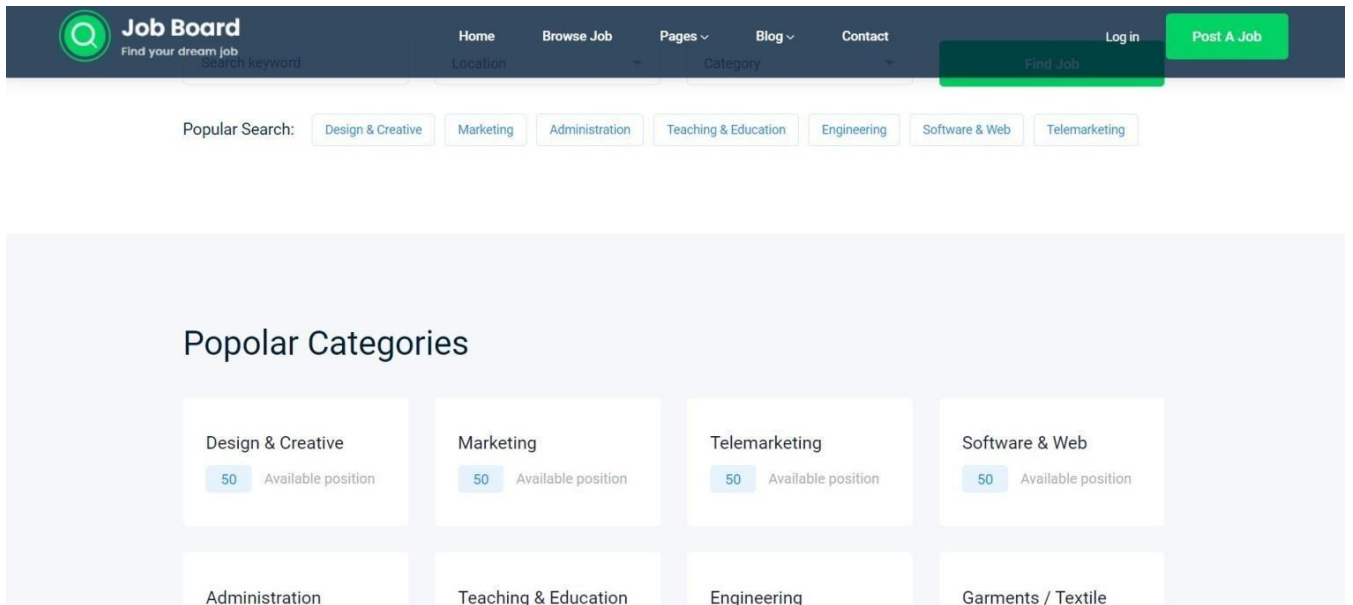 Job Board
Find your dream job
Home Browse Job Pages Blog Contact Log in Post A Job
Search keyword Location Category Find Job
Popular Search: Design & Creative Marketing Administration Teaching & Education Engineering Software & Web Telemarketing
Popolar Categories
Design & Creative Marketing Telemarketing Software & Web
50 Available position 50 Available position 50 Available position 50 Available position
Administration Teaching & Education Engineering Garments / Textile